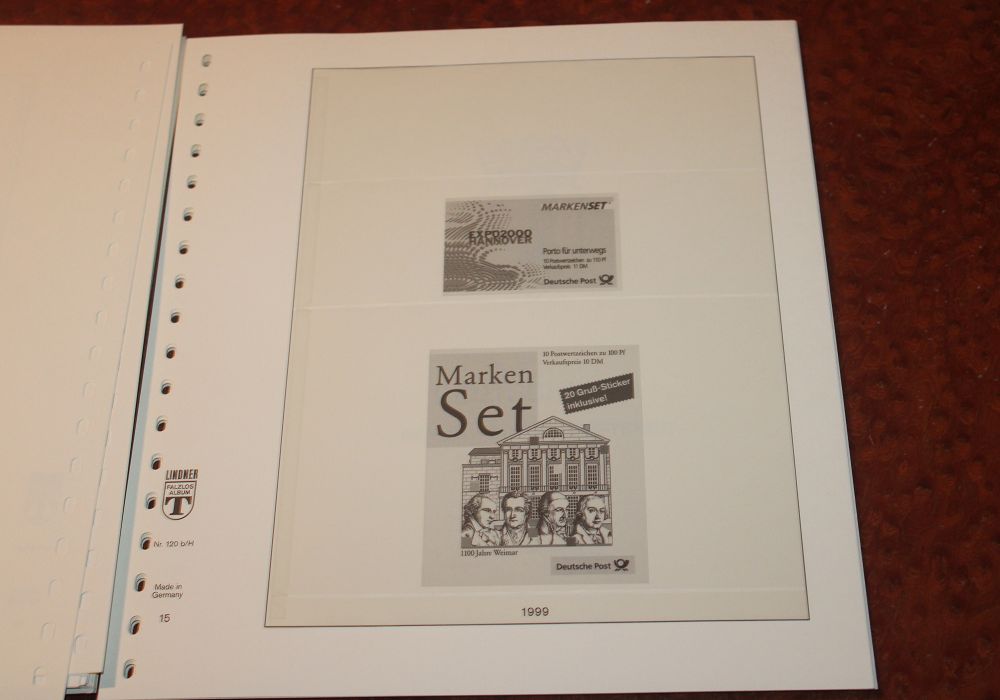 MARKENSET
EXPO2000
HANNOVER
Porto für unterwegs
10 Postwertzeichen zu 110 Pf
Verkaufspreis 11 DM
Deutsche Post
10 Postwertzeichen zu 100 Pf
Verkaufspreis 10 DM
Marken
Set
20 Gruß-Sticker
inklusive!
1100 Jahre Weimar
Deutsche Post
LINDNER
FALZLOS
ALBUM
T
Nr. 120 b/H
Made in
Germany
15
1999